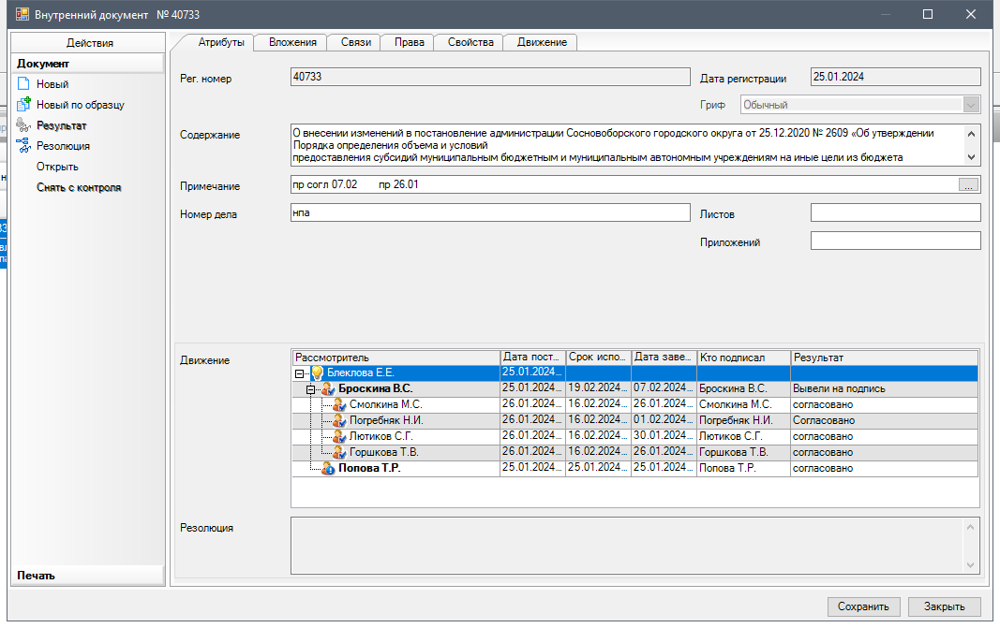 Внутренний документ № 40733
Действия
Документ
Новый
Новый по образцу
Результат
Резолюция
Открыть
Снять с контроля
Печать
Атрибуты Вложения Связи Права Свойства Движение
Рег. номер 40733 Дата регистрации 25.01.2024
Гриф Обычный
Содержание О внесении изменений в постановление администрации Сосновоборского городского округа от 25.12.2020 № 2609 «Об утверждении
Порядка определения объема и условий
предоставления субсидий муниципальным бюджетным и муниципальным автономным учреждениям на иные цели из бюджета
Примечание пр согл 07.02 пр 26.01 ...
Номер дела нпа Листов
Приложений
Движение
Рассмотритель Дата пост... Срок испо... Дата заве... Кто подписал Результат
Блеклова Е.Е. 25.01.2024...
Броскина В.С. 25.01.2024... 19.02.2024... 07.02.2024... Броскина В.С. Вывели на подпись
Смолкина М.С. 26.01.2024... 16.02.2024... 26.01.2024... Смолкина М.С. согласовано
Погребняк Н.И. 26.01.2024... 16.02.2024... 01.02.2024... Погребняк Н.И. Согласовано
Лютиков С.Г. 26.01.2024... 16.02.2024... 30.01.2024... Лютиков С.Г. согласовано
Горшкова Т.В. 26.01.2024... 16.02.2024... 26.01.2024... Горшкова Т.В. согласовано
Попова Т.Р. 25.01.2024... 25.01.2024... 25.01.2024... Попова Т.Р. согласовано
Резолюция
Сохранить Закрыть